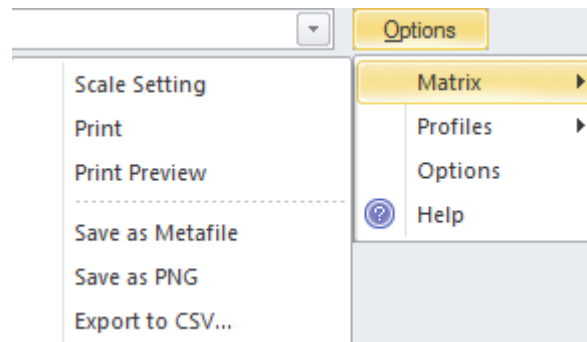 Options
Matrix
Profiles
Options
Help
Scale Setting
Print
Print Preview
Save as Metafile
Save as PNG
Export to CSV...